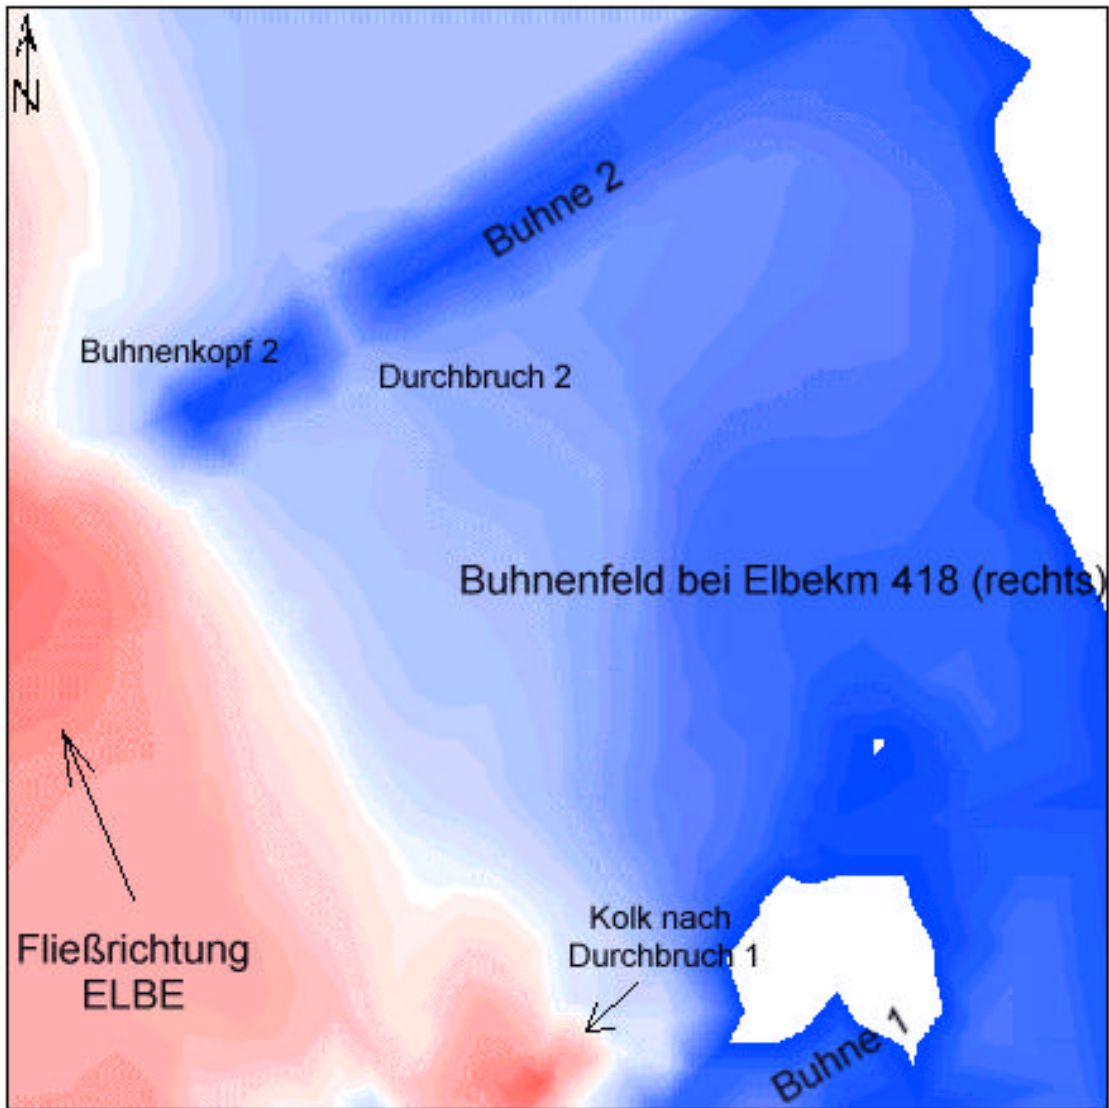 N
Buhne 2
Buhnenkopf 2
Durchbruch 2
Buhnenfeld bei Elbekm 418 (rechts)
Kolk nach
Durchbruch 1
Fließrichtung
ELBE
Buhne 1